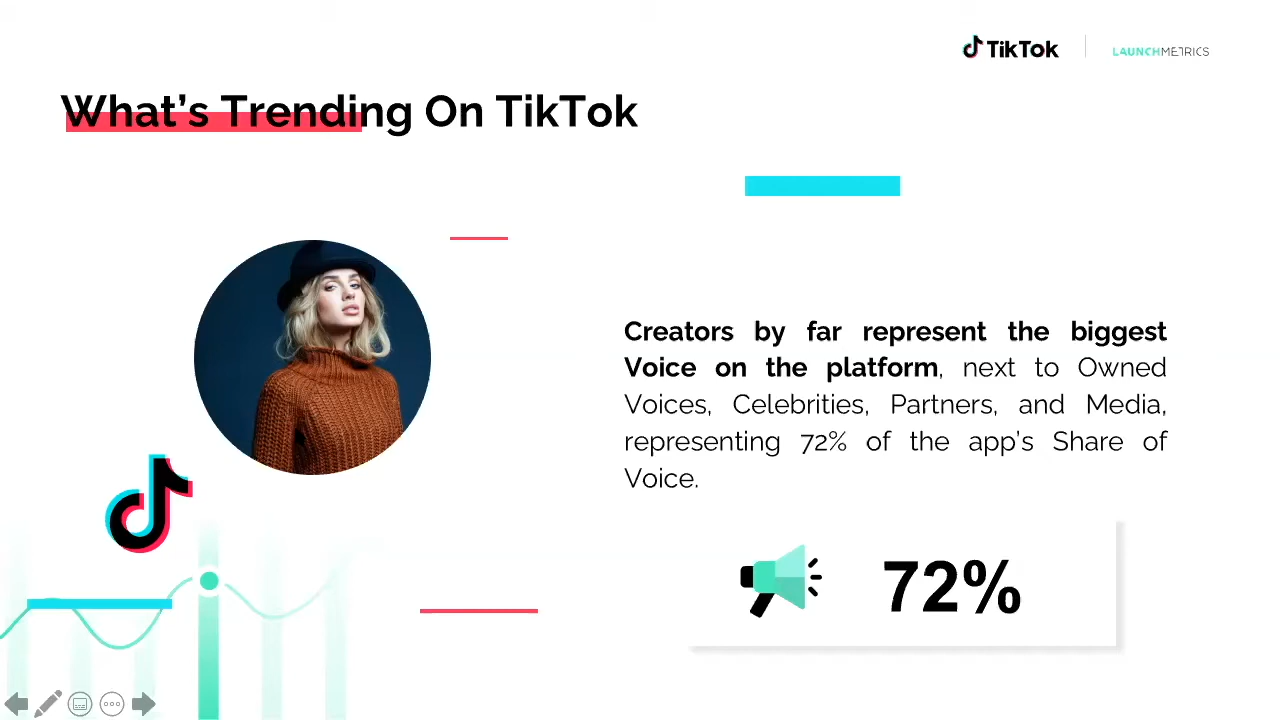 TikTok
LAUNCHMETRICS
What's Trending On TikTok
Creators by far represent the biggest
Voice on the platform, next to Owned
Voices, Celebrities, Partners, and Media,
representing 72% of the app's Share of
Voice.
72%